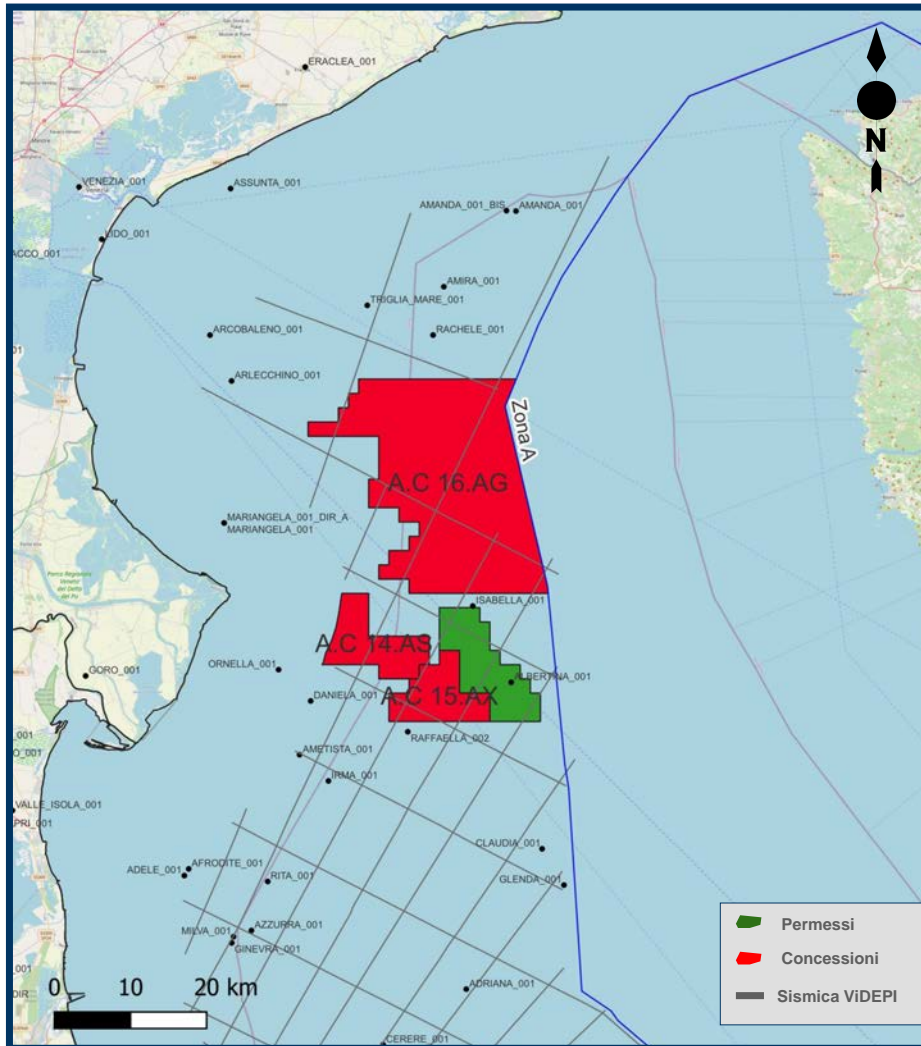 ERACLEA_001
VENEZIA_001
Venezia
ASSUNTA_001
AMANDA_001_BIS
AMANDA_001
LIDO_001
ACCO_001
N
AMIRA_001
TRIGLIA_MARE_001
ARCOBALENO_001
RACHELE_001
ARLECCHINO_001
Zona A
A.C 16.AG
MARIANGELA_001_DIR_A
MARIANGELA_001
ISABELLA_001
A.C 14.AS
ORNELLA_001
GORO_001
ALBERTINA_001
DANIELA_001
A.C 15.AX
RAFFAELLA_002
AMETISTA_001
IRMA_001
VALLE_ISOLA_001
APRI_001
CLAUDIA_001
AFRODITE_001
ADELE_001
RITA_001
GLENDA_001
AZZURRA_001
MILVA_001
GINEVRA_001
ADRIANA_001
CERERE_001
0 10 20 km
Permessi
Concessioni
Sismica ViDEPI